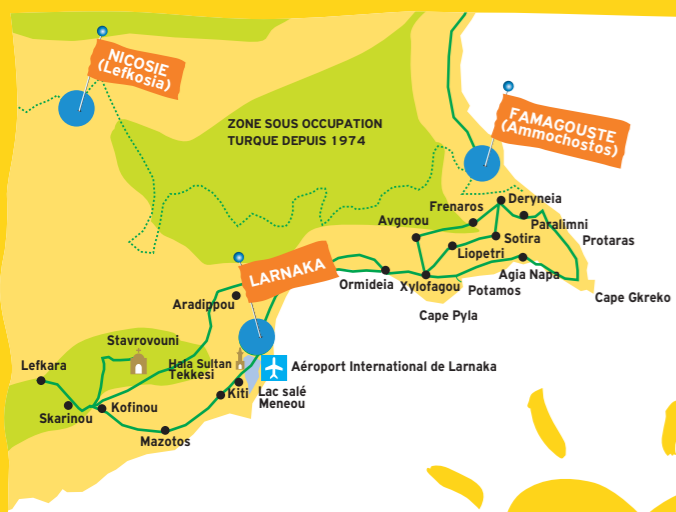 NICOSIE
(Lefkosia)
ZONE SOUS OCCUPATION
TURQUE DEPUIS 1974
FAMAGOUSTE
(Ammochostos)
Deryneia
Frenaros
Paralimni
Avgorou
Sotira
Protaras
Liopetri
LARNAKA
Agia Napa
Ormideia
Xylofagou
Potamos
Cape Gkreko
Aradippou
Cape Pyla
Stavrovouni
Lefkara
Hala Sultan
Tekkesi
Aéroport International de Larnaka
Kiti
Lac salé
Meneou
Skarinou
Kofinou
Mazotos